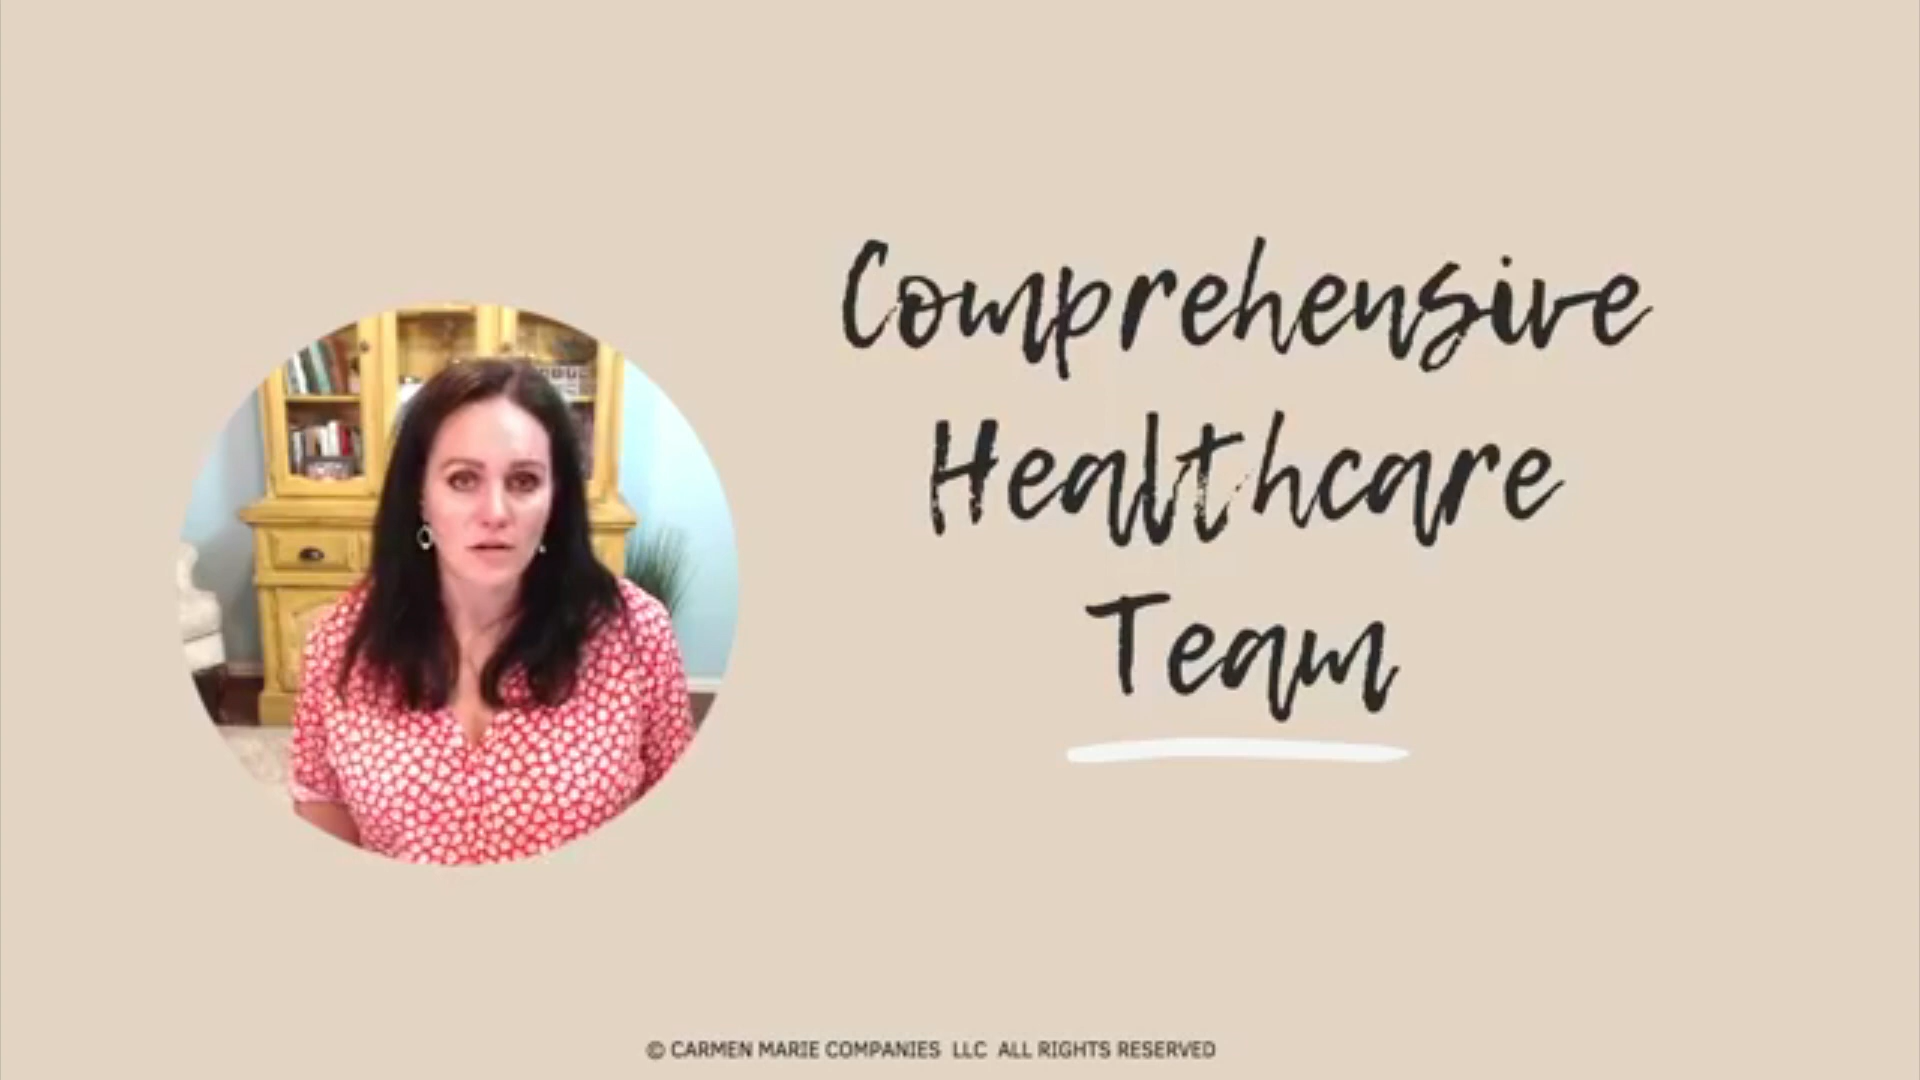 Comprehensive
Healthcare
Team
© CARMEN MARIE COMPANIES LLC ALL RIGHTS RESERVED